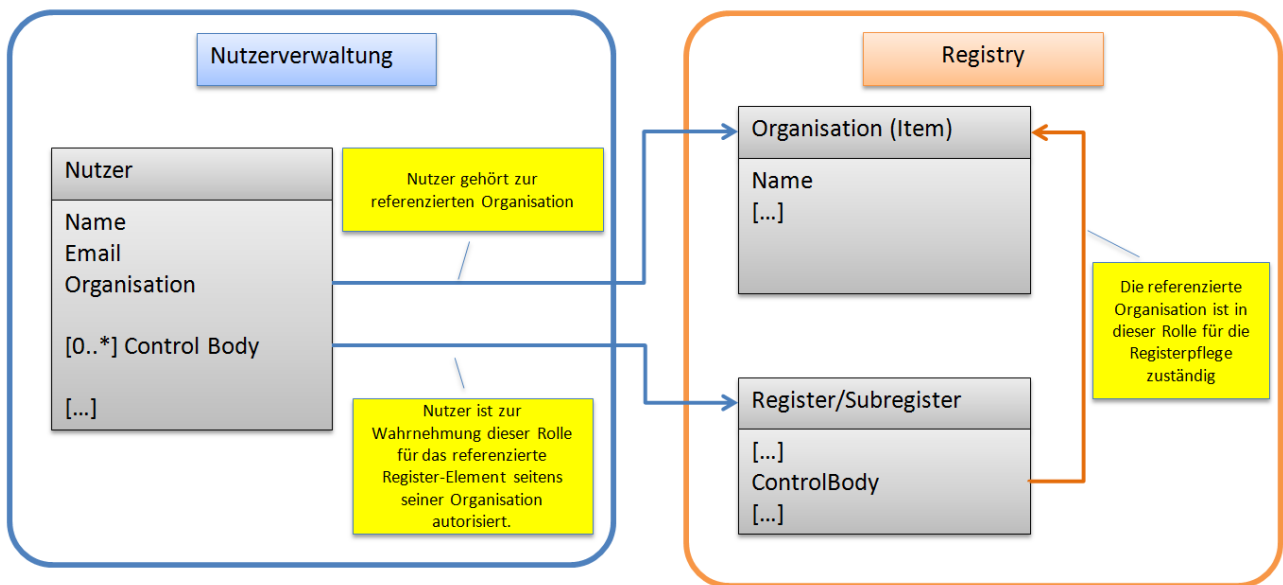 Nutzerverwaltung
Nutzer
Name
Email
Organisation
[0..*] Control Body
[...]
Nutzer gehört zur
referenzierten Organisation
Nutzer ist zur
Wahrnehmung dieser Rolle
für das referenzierte
Register-Element seitens
seiner Organisation
autorisiert.
Registry
Organisation (Item)
Name
[...]
Register/Subregister
[...]
ControlBody
[...]
Die referenzierte
Organisation ist in
dieser Rolle für die
Registerpflege
zuständig